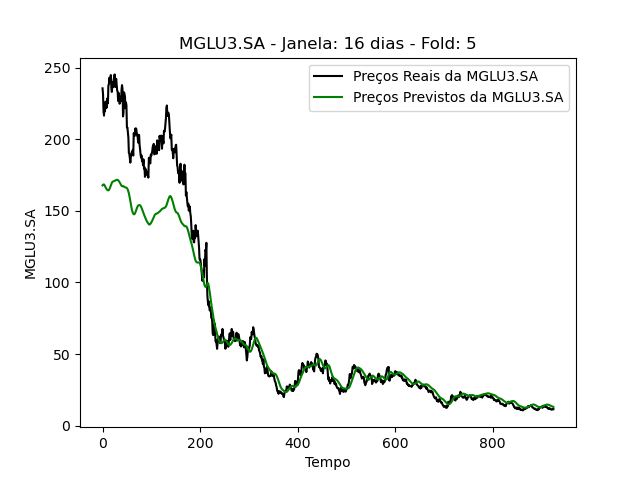 MGLU3.SA - Janela: 16 dias - Fold: 5
Preços Reais da MGLU3.SA
Preços Previstos da MGLU3.SA
250
200
150
100
50
0
MGLU3.SA
0 200 400 600 800
Tempo